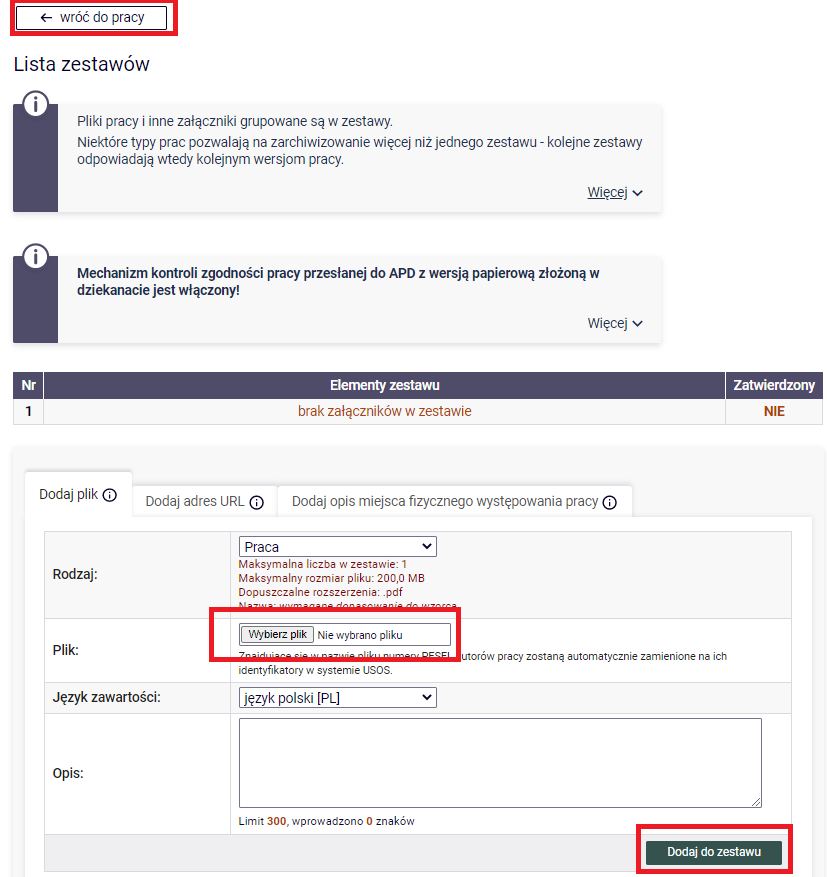 ← wróć do pracy
Lista zestawów
Pliki pracy i inne załączniki grupowane są w zestawy.
Niektóre typy prac pozwalają na zarchiwizowanie więcej niż jednego zestawu - kolejne zestawy
odpowiadają wtedy kolejnym wersjom pracy.
Więcej
Mechanizm kontroli zgodności pracy przesłanej do APD z wersją papierową złożoną w
dziekanacie jest włączony!
Więcej
Nr Elementy zestawu Zatwierdzony
1 brak załączników w zestawie NIE
Dodaj plik Dodaj adres URL Dodaj opis miejsca fizycznego występowania pracy
Rodzaj: Praca
Maksymalna liczba w zestawie: 1
Maksymalny rozmiar pliku: 200,0 MB
Dopuszczalne rozszerzenia: .pdf
Nazwa: wymagane dopasowanie do wzorca
Plik: Wybierz plik Nie wybrano pliku
Znajdujące się w nazwie pliku numery PESEL autorów pracy zostaną automatycznie zamienione na ich
identyfikatory w systemie USOS.
Język zawartości: język polski [PL]
Opis:
Limit 300, wprowadzono 0 znaków
Dodaj do zestawu